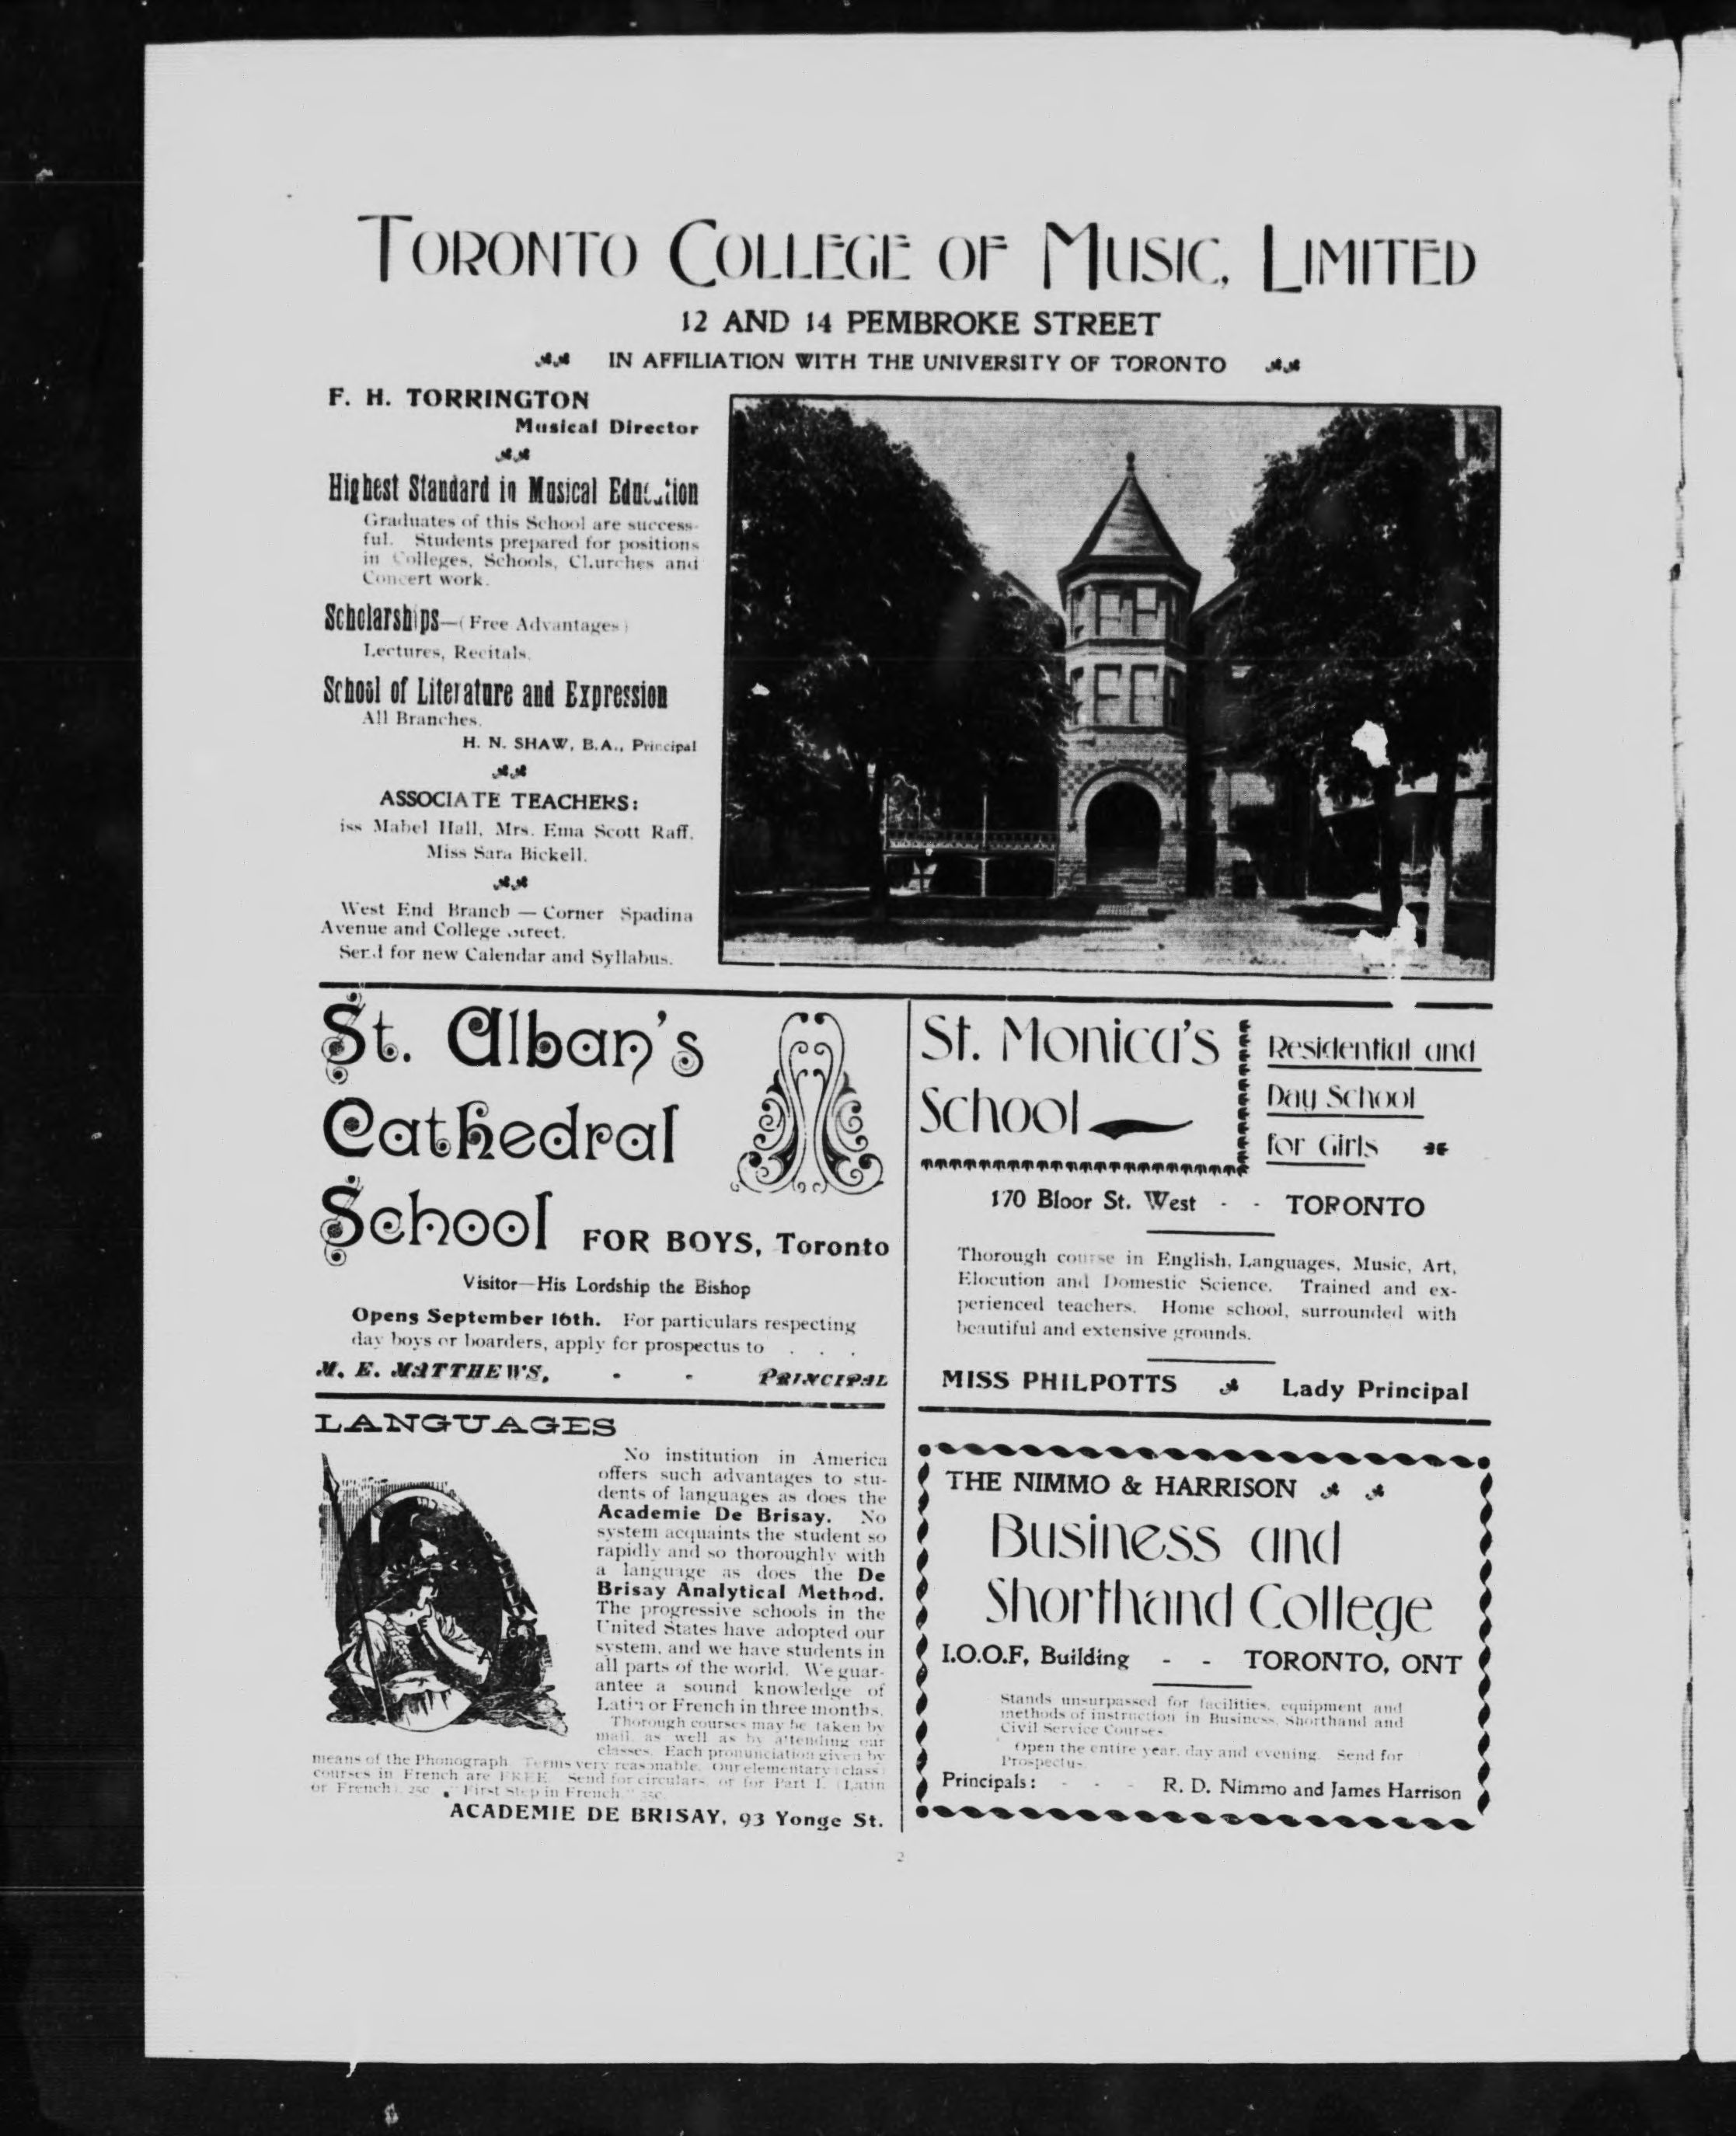 TORONTO COLLEGE OF MUSIC, LIMITED
12 AND 14 PEMBROKE STREET
IN AFFILIATION WITH THE UNIVERSITY OF TORONTO
F. H. TORRINGTON
Musical Director
Highest Standard in Musical Education
Graduates of this School are success-
ful. Students prepared for positions
in Colleges, Schools, Churches and
Concert work.
Scholarships—(Free Advantages)
Lectures, Recitals.
School of Literature and Expression
All Branches.
H. N. SHAW, B.A., Principal
ASSOCIATE TEACHERS:
iss Mabel Hall, Mrs. Ema Scott Raff,
Miss Sara Bickell.
West End Branch — Corner Spadina
Avenue and College Street.
Send for new Calendar and Syllabus.
St. Alban's
Cathedral
School FOR BOYS, Toronto
Visitor—His Lordship the Bishop
Opens September 16th. For particulars respecting
day boys or boarders, apply for prospectus to . . .
M. E. MATTHEWS, - - PRINCIPAL
St. Monica's
School
Residential and
Day School
for Girls
170 Bloor St. West - - TORONTO
Thorough course in English, Languages, Music, Art,
Elocution and Domestic Science. Trained and ex-
perienced teachers. Home school, surrounded with
beautiful and extensive grounds.
MISS PHILPOTTS Lady Principal
LANGUAGES
No institution in America
offers such advantages to stu-
dents of languages as does the
Academie De Brisay. No
system acquaints the student so
rapidly and so thoroughly with
a language as does the De
Brisay Analytical Method.
The progressive schools in the
United States have adopted our
system, and we have students in
all parts of the world. We guar-
antee a sound knowledge of
Latin or French in three months.
Thorough courses may be taken by
mail, as well as by attending our
classes. Each pronunciation given by
means of the Phonograph. Terms very reasonable. Our elementary (class)
courses in French are FREE. Send for circulars, or for Part I. (Latin
or French), 25c. "First Step in French," 25c.
ACADEMIE DE BRISAY, 93 Yonge St.
THE NIMMO & HARRISON
Business and
Shorthand College
I.O.O.F, Building - - TORONTO, ONT
Stands unsurpassed for facilities, equipment and
methods of instruction in Business, Shorthand and
Civil Service Courses.
Open the entire year, day and evening. Send for
Prospectus.
Principals: - - - R. D. Nimmo and James Harrison
2